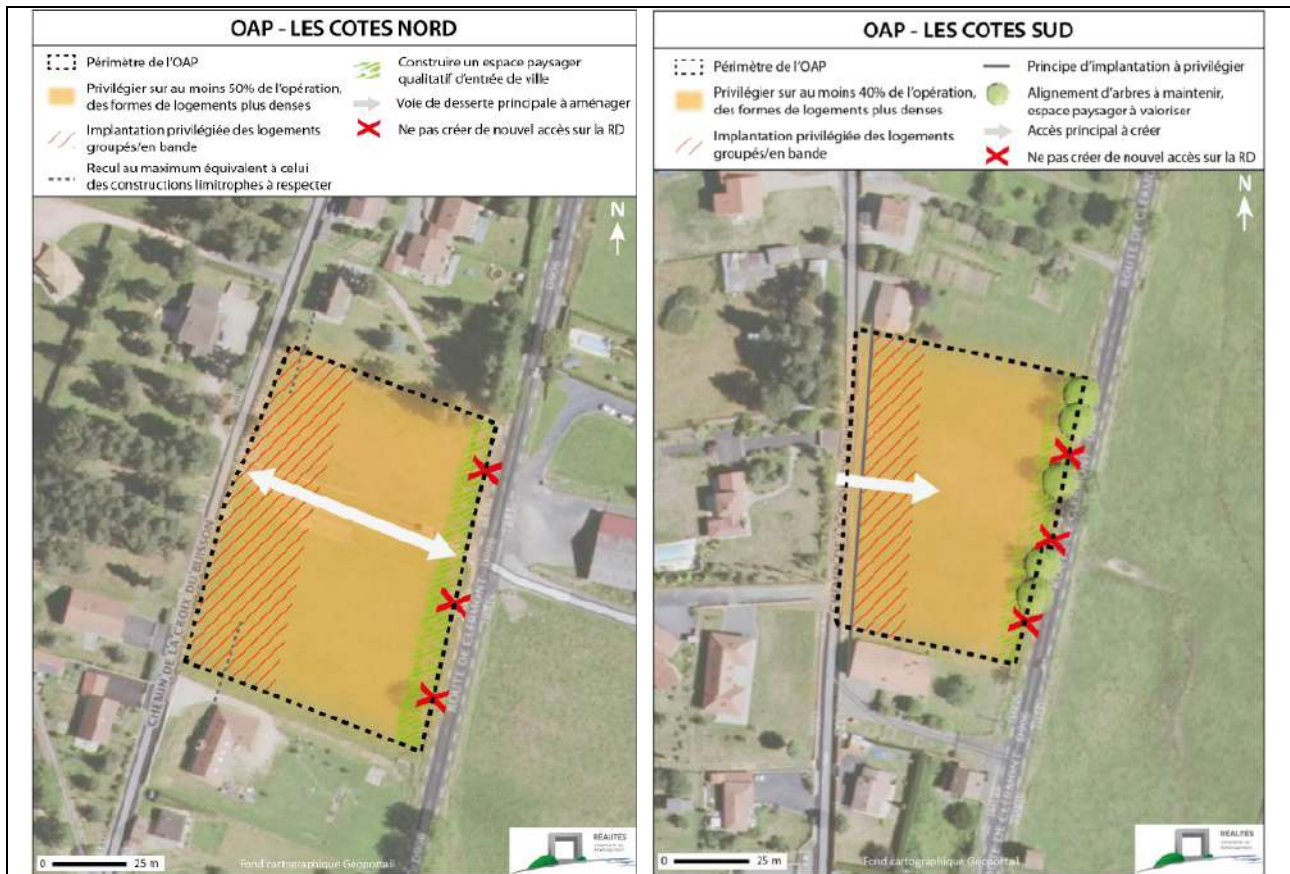 OAP - LES COTES NORD
Périmètre de l'OAP
Privilégier sur au moins 50% de l'opération,
des formes de logements plus denses
Implantation privilégiée des logements
groupés/en bande
Recul au maximum équivalent à celui
des constructions limitrophes à respecter
Construire un espace paysager
qualitatif d'entrée de ville
Voie de desserte principale à aménager
Ne pas créer de nouvel accès sur la RD
N
CHEMIN DE LA CROIX DU BUISSON
ROUTE DE CLERMONT
D906
0 25 m
Fond cartographique Géoportail
RÉALITÉS
OAP - LES COTES SUD
Périmètre de l'OAP
Privilégier sur au moins 40% de l'opération,
des formes de logements plus denses
Implantation privilégiée des logements
groupés/en bande
Principe d'implantation à privilégier
Alignement d'arbres à maintenir,
espace paysager à valoriser
Accès principal à créer
Ne pas créer de nouvel accès sur la RD
N
ROUTE DE CLERMONT
0 25 m
Fond cartographique Géoportail
RÉALITÉS